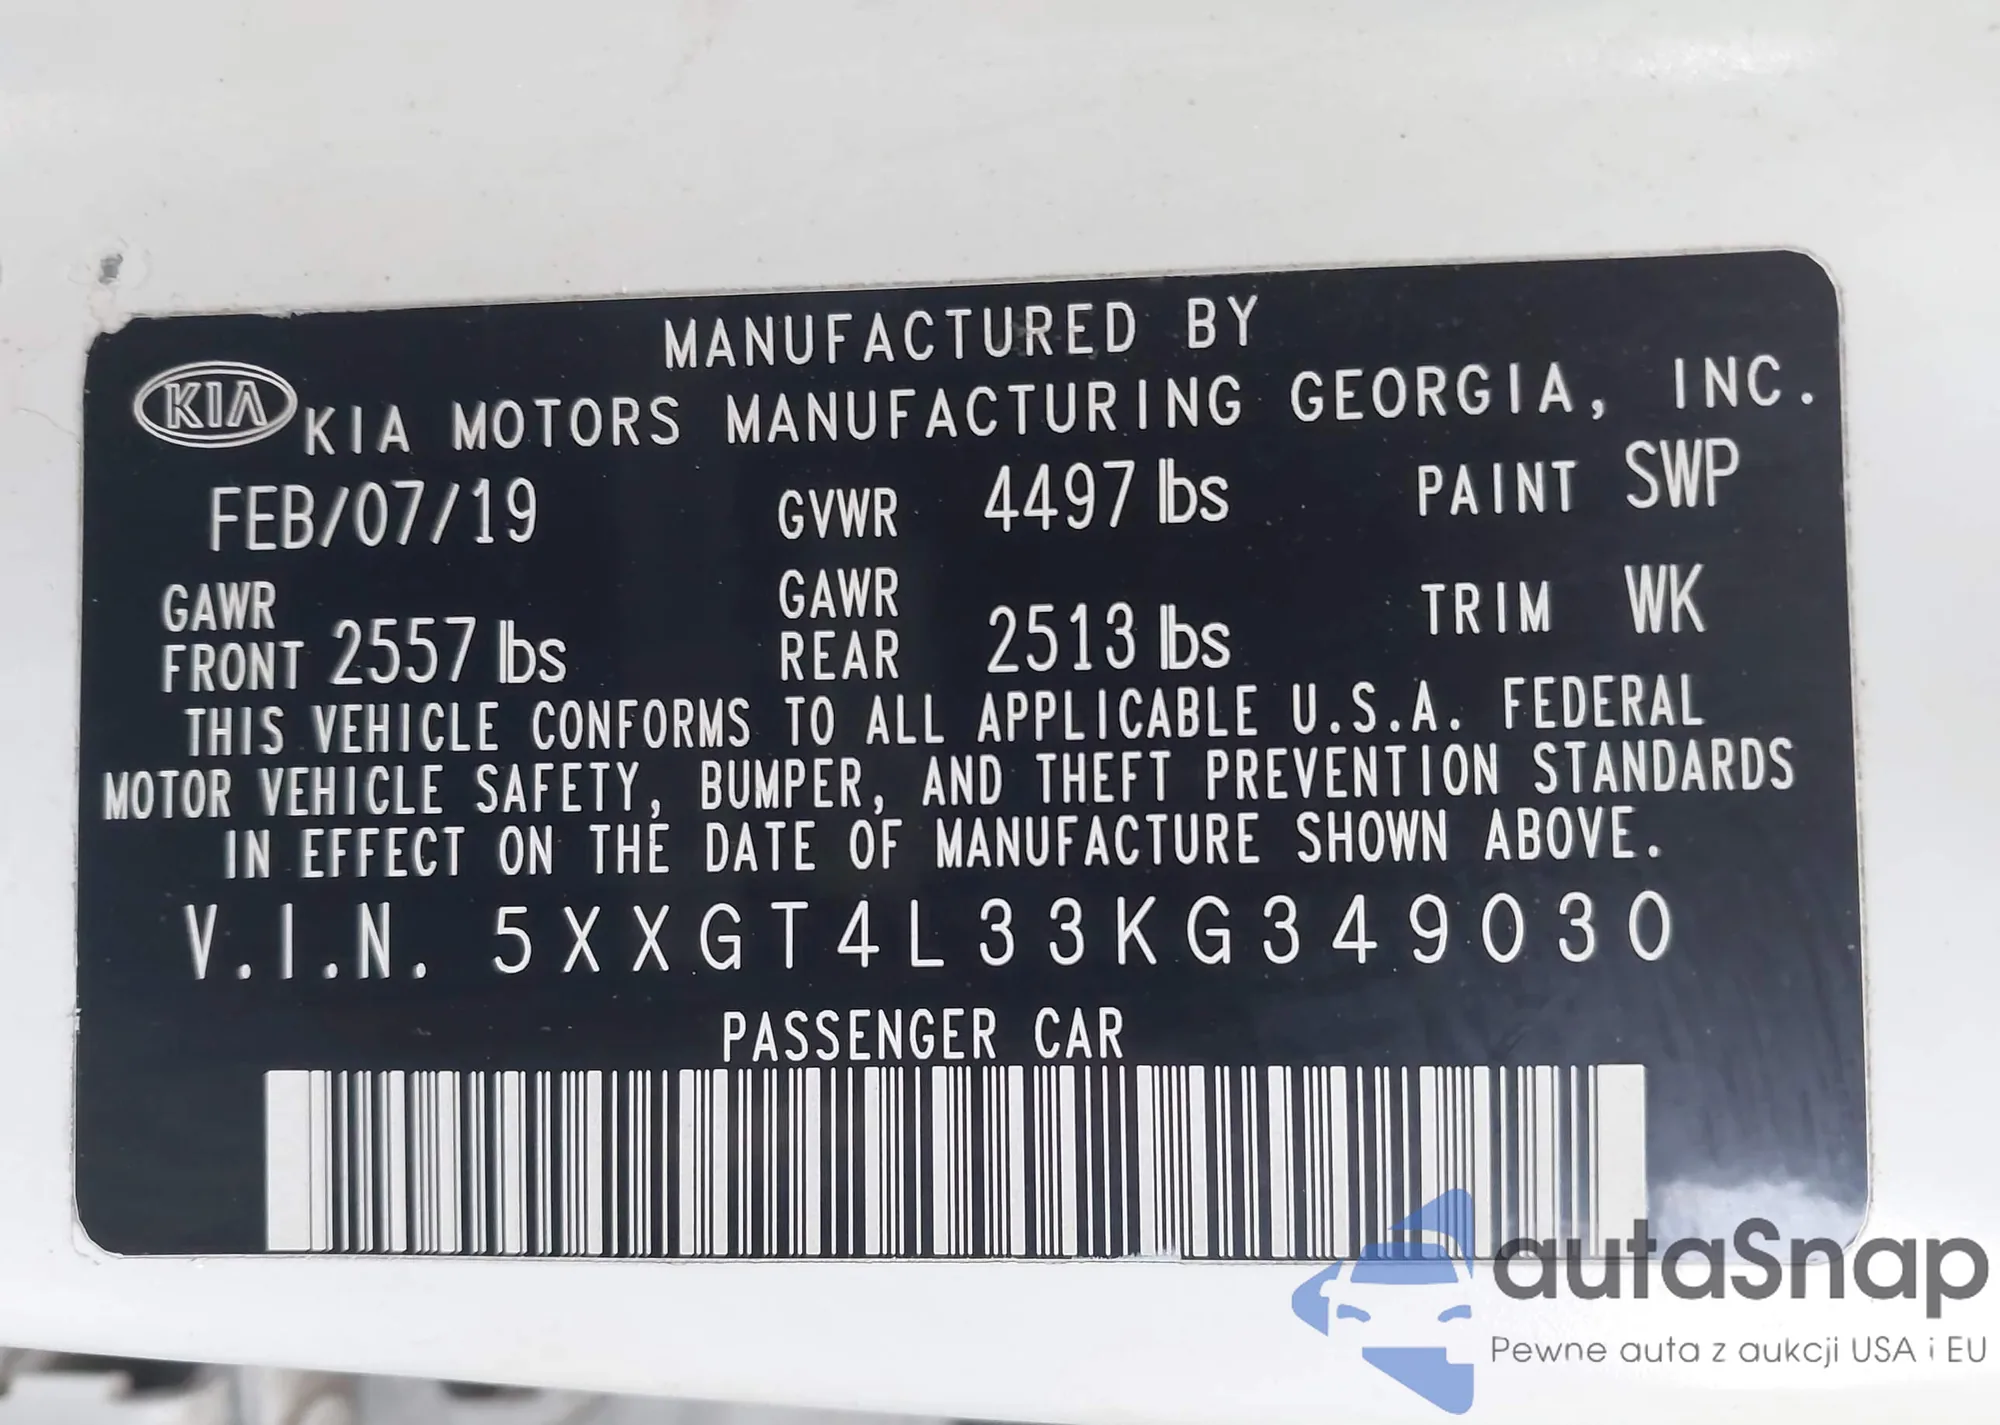 MANUFACTURED BY
KIA KIA MOTORS MANUFACTURING GEORGIA, INC.
FEB/07/19 GVWR 4497 lbs PAINT SWP
GAWR FRONT 2557 lbs GAWR REAR 2513 lbs TRIM WK
THIS VEHICLE CONFORMS TO ALL APPLICABLE U.S.A. FEDERAL
MOTOR VEHICLE SAFETY, BUMPER, AND THEFT PREVENTION STANDARDS
IN EFFECT ON THE DATE OF MANUFACTURE SHOWN ABOVE.
V.I.N. 5XXGT4L33KG349030
PASSENGER CAR
autaSnap
Pewne auta z aukcji USA i EU